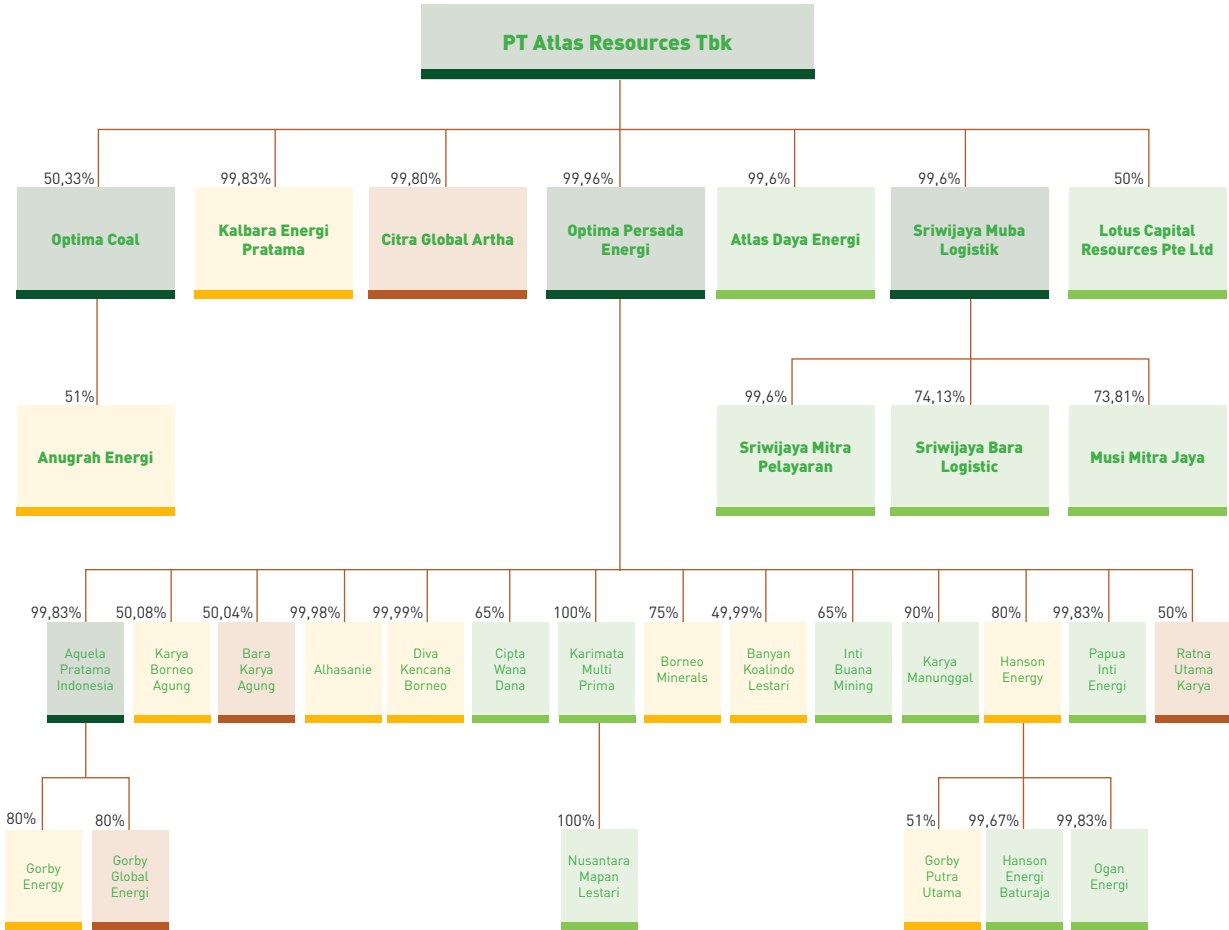 PT Atlas Resources Tbk
50,33%
99,83%
99,80%
99,96%
99,6%
99,6%
50%
Optima Coal
Kalbara Energi
Pratama
Citra Global Artha
Optima Persada
Energi
Atlas Daya Energi
Sriwijaya Muba
Logistik
Lotus Capital
Resources Pte Ltd
51%
99,6%
74,13%
73,81%
Anugrah Energi
Sriwijaya Mitra
Pelayaran
Sriwijaya Bara
Logistic
Musi Mitra Jaya
99,83%
50,08%
50,04%
99,98%
99,99%
65%
100%
75%
49,99%
65%
90%
80%
99,83%
50%
Aquela
Pratama
Indonesia
Karya
Borneo
Agung
Bara
Karya
Agung
Alhasanie
Diva
Kencana
Borneo
Cipta
Wana
Dana
Karimata
Multi
Prima
Borneo
Minerals
Banyan
Koalindo
Lestari
Inti
Buana
Mining
Karya
Manunggal
Hanson
Energy
Papua
Inti
Energi
Ratna
Utama
Karya
80%
80%
100%
51%
99,67%
99,83%
Gorby
Energy
Gorby
Global
Energi
Nusantara
Mapan
Lestari
Gorby
Putra
Utama
Hanson
Energi
Baturaja
Ogan
Energi